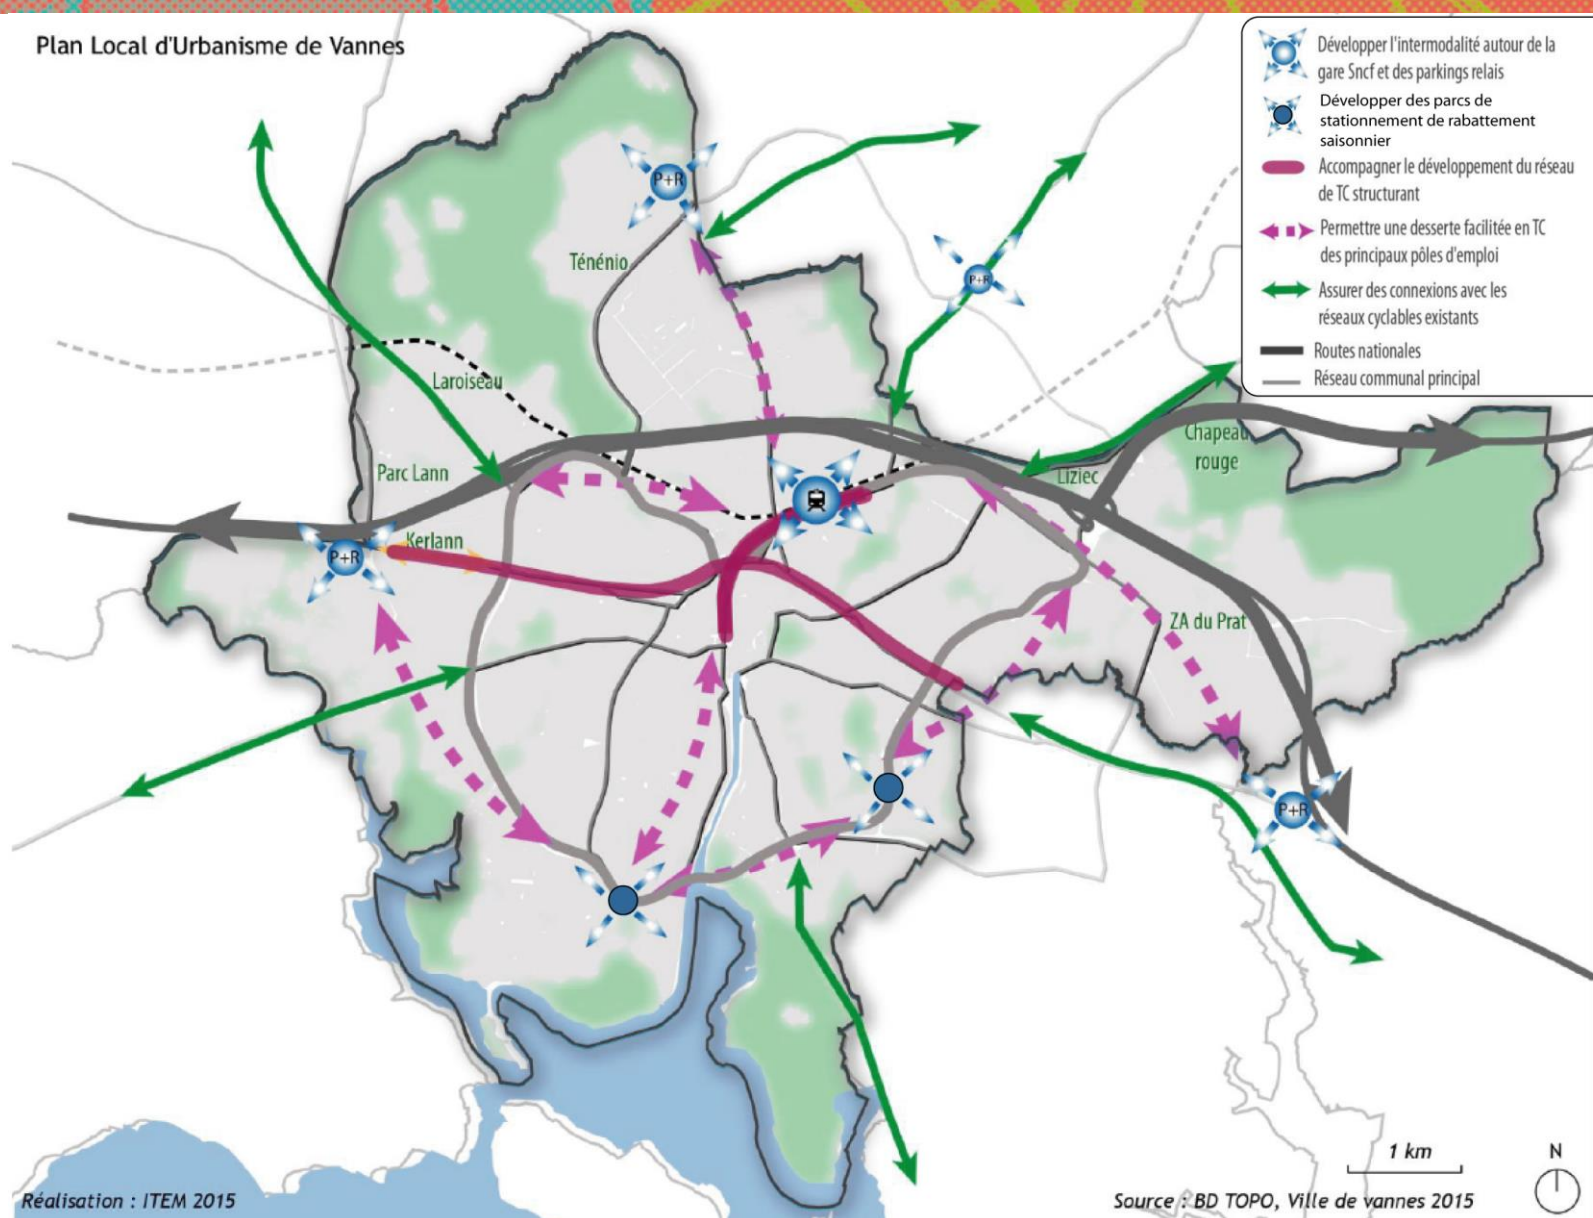 Plan Local d'Urbanisme de Vannes
Développer l'intermodalité autour de la
gare Sncf et des parkings relais
Développer des parcs de
stationnement de rabattement
saisonnier
Accompagner le développement du réseau
de TC structurant
Permettre une desserte facilitée en TC
des principaux pôles d'emploi
Assurer des connexions avec les
réseaux cyclables existants
Routes nationales
Réseau communal principal
P+R
Ténénio
P+R
Laroiseau
Chapeau
rouge
Parc Lann
Liziec
Kerlann
P+R
ZA du Prat
P+R
1 km
N
Réalisation : ITEM 2015
Source : BD TOPO, Ville de vannes 2015